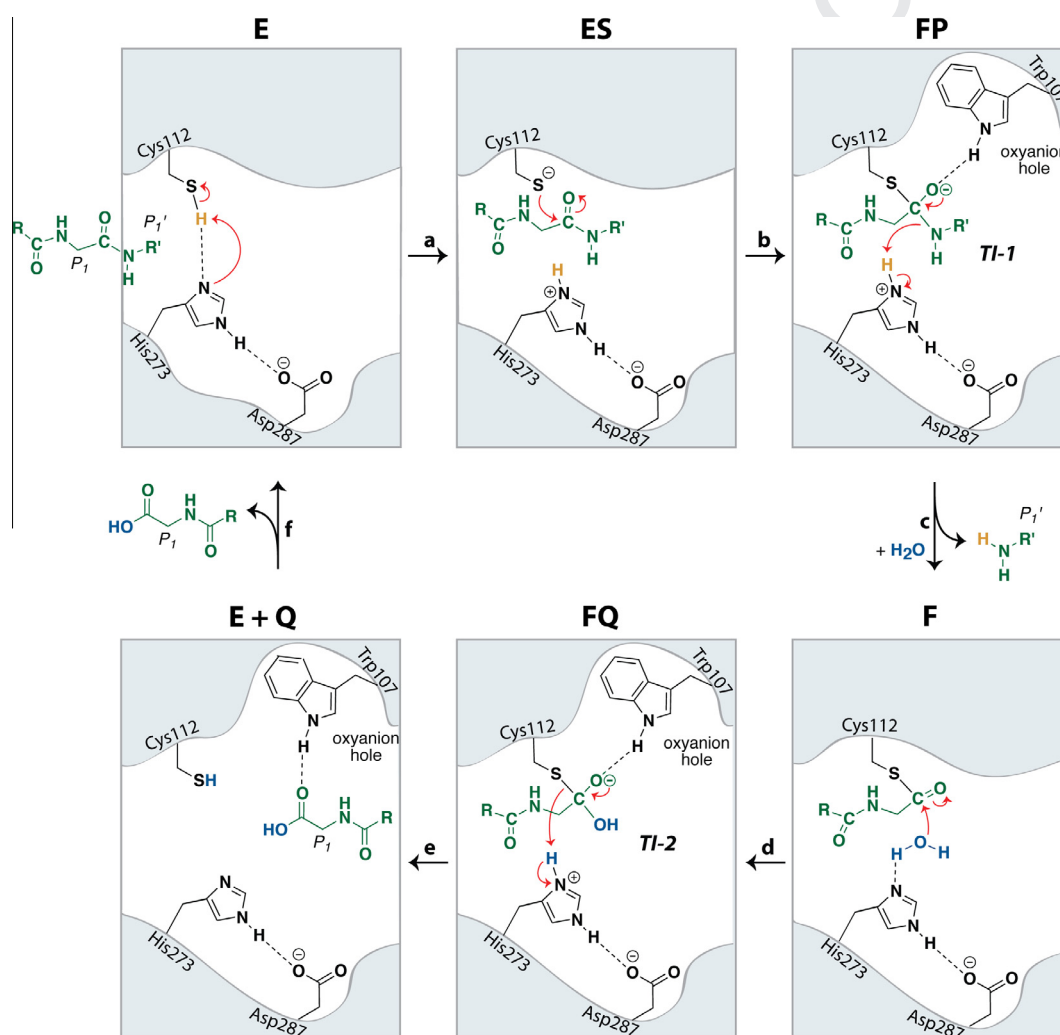 E
ES
FP
Cys112
S
H
P1'
R
H
N
O
C
C
O
P1
N
R'
H
N
N
H
His273
⊖
O
O
Asp287
a
Cys112
S ⊖
H
O
R
N
C
C
O
N
R'
H
H
⊕ N
N
H
His273
⊖
O
O
Asp287
b
Trp107
N
H
oxyanion
hole
Cys112
S
O ⊖
H
C
R
N
C
O
N
R'
H
TI-1
H
⊕ N
N
H
His273
⊖
O
O
Asp287
O
HO
H
N
P1
R
O
f
c
+ H2O
P1'
H
N
R'
H
E + Q
FQ
F
Trp107
N
H
oxyanion
hole
Cys112
SH
O
HO
H
N
P1
R
O
N
N
H
His273
⊖
O
O
Asp287
e
Trp107
N
H
oxyanion
hole
Cys112
S
O ⊖
H
C
R
N
C
O
OH
TI-2
H
N ⊕
N
H
His273
⊖
O
O
Asp287
d
Cys112
S
H
C
O
R
N
C
O
H
O
H
N
N
H
His273
⊖
O
O
Asp287